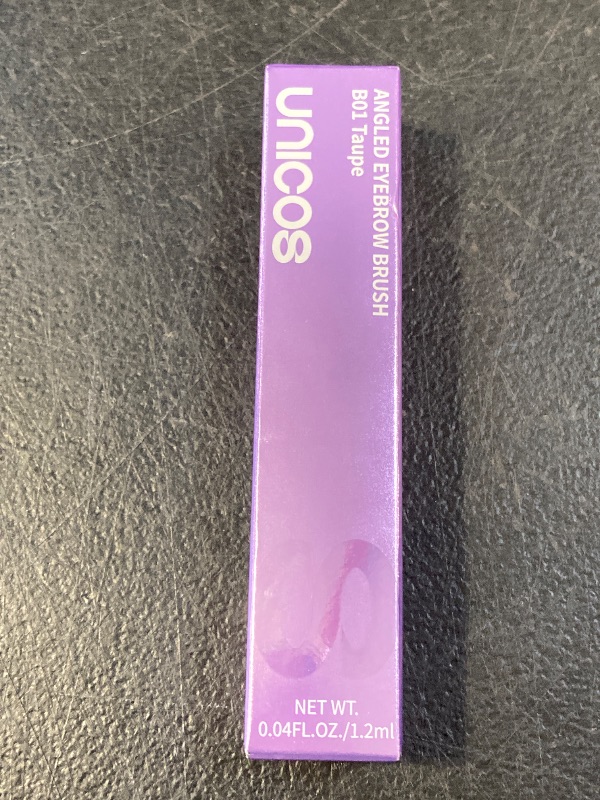 UNICOS
ANGLED EYEBROW BRUSH
B01 Taupe
NET WT.
0.04FL.OZ./1.2ml